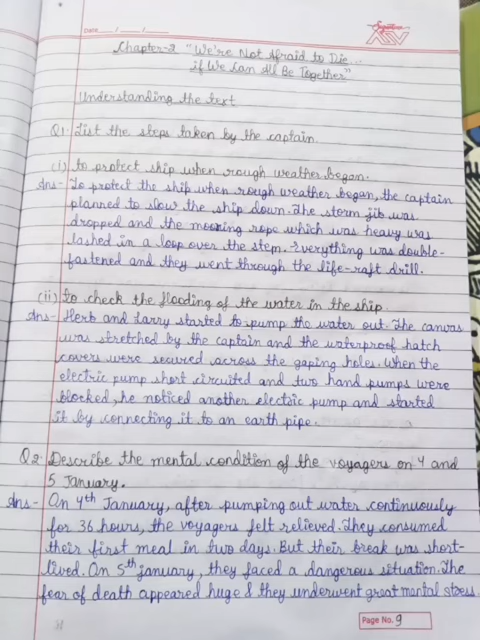 Date / /
Signature
Chapter-2 "We're Not Afraid to Die...
if We Can All Be Together"
Understanding the text
Q1. List the steps taken by the captain.
(i) to protect ship when rough weather began.
Ans- To protect the ship when rough weather began, the captain
planned to slow the ship down. The storm jib was
dropped and the mooring rope which was heavy was
lashed in a loop over the stem. Everything was double-
fastened and they went through the life-raft drill.
(ii) to check the flooding of the water in the ship.
Ans- Herb and Larry started to pump the water out. The canvas
was stretched by the captain and the waterproof hatch
covers were secured across the gaping holes. When the
electric pump short circuited and two hand pumps were
blocked, he noticed another electric pump and started
it by connecting it to an earth pipe.
Q2. Describe the mental condition of the voyagers on 4 and
5 January.
Ans- On 4th January, after pumping out water continuously
for 36 hours, the voyagers felt relieved. They consumed
their first meal in two days. But their break was short-
lived. On 5th january, they faced a dangerous situation. The
fear of death appeared huge & they underwent great mental stress.
Page No. 9